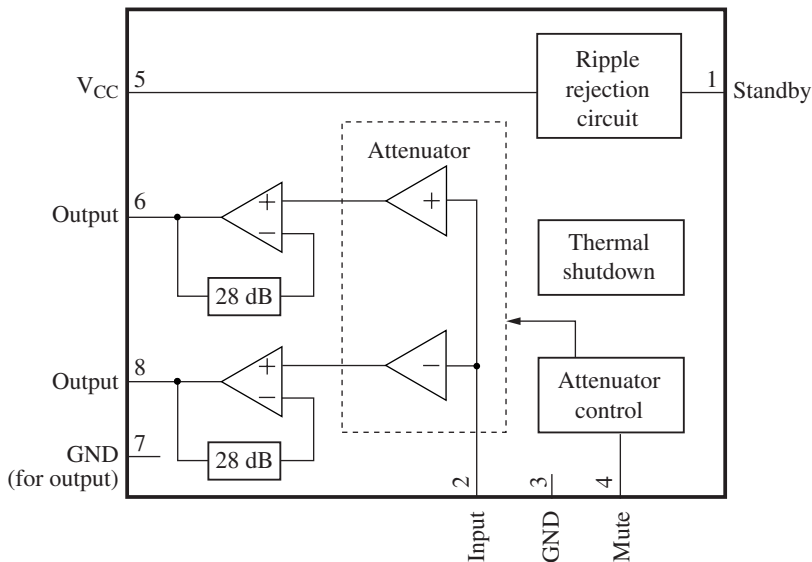 Ripple
rejection
circuit
V_CC
5
1
Standby
Attenuator
6
+
+
Output
−
Thermal
shutdown
28 dB
8
+
−
Output
−
Attenuator
control
7
GND
(for output)
28 dB
2
3
4
Input
GND
Mute